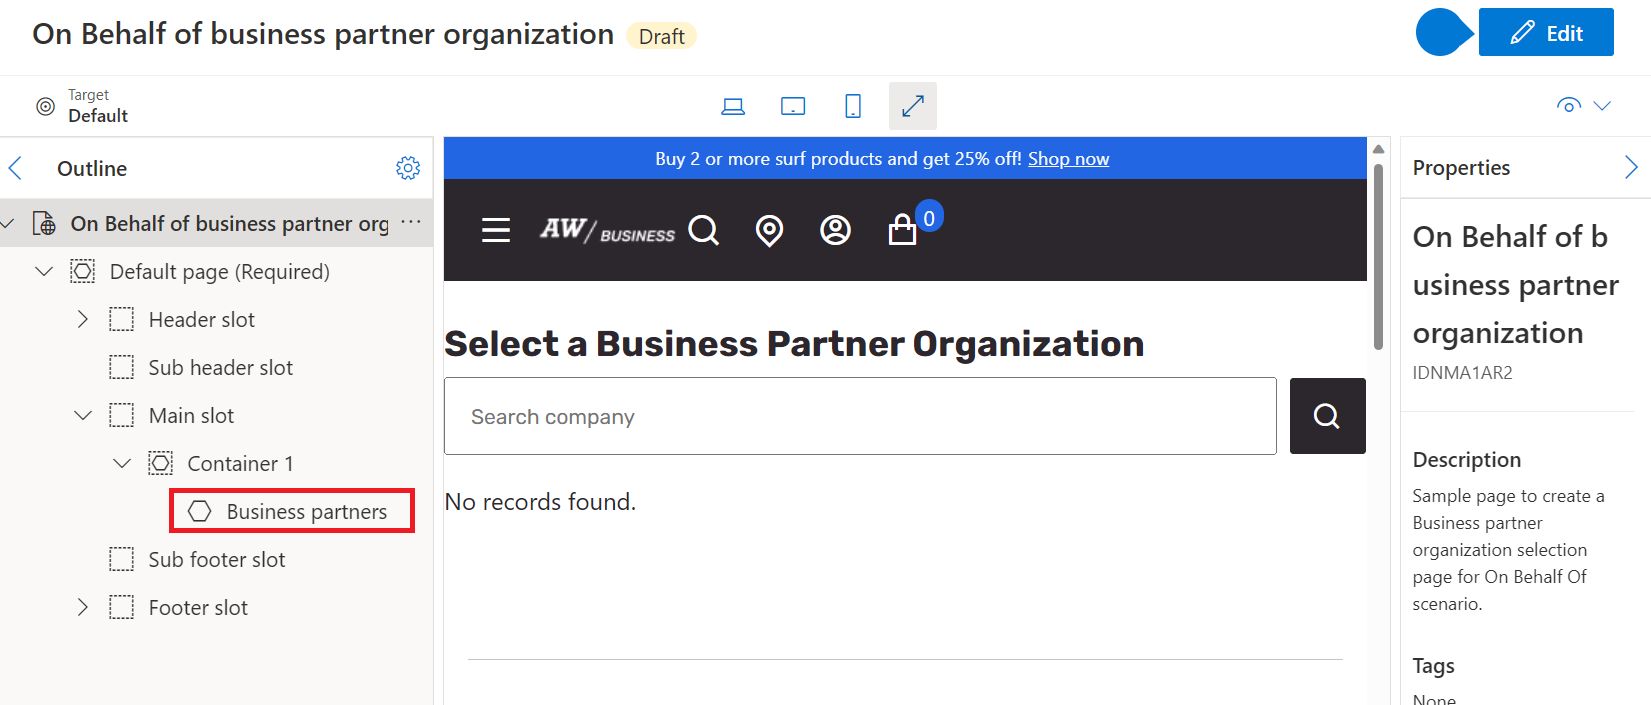 On Behalf of business partner organization
Draft
Edit
Target
Default
Outline
On Behalf of business partner org ...
Default page (Required)
Header slot
Sub header slot
Main slot
Container 1
Business partners
Sub footer slot
Footer slot
Buy 2 or more surf products and get 25% off! Shop now
AW/ BUSINESS
0
Select a Business Partner Organization
Search company
No records found.
Properties
On Behalf of b
usiness partner
organization
IDNMA1AR2
Description
Sample page to create a
Business partner
organization selection
page for On Behalf Of
scenario.
Tags
None